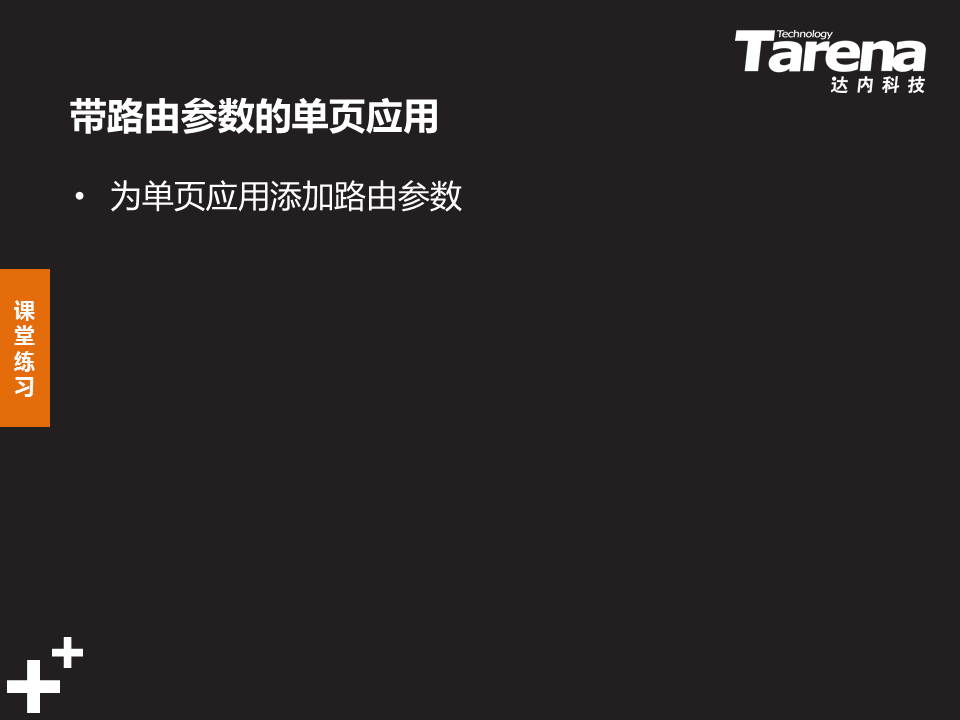 Technology
Tarena
达内科技
带路由参数的单页应用
• 为单页应用添加路由参数
课堂练习